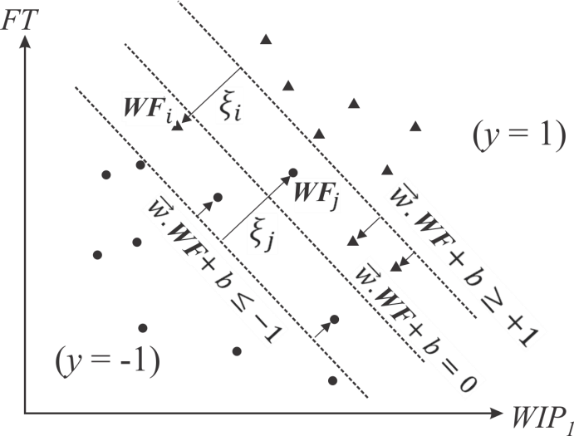 FT
WF_i
ξ_i
(y = 1)
WF_j
ξ_j
w⃗.WF + b ≥ +1
w⃗.WF + b = 0
w⃗.WF + b ≤ −1
(y = -1)
WIP_1